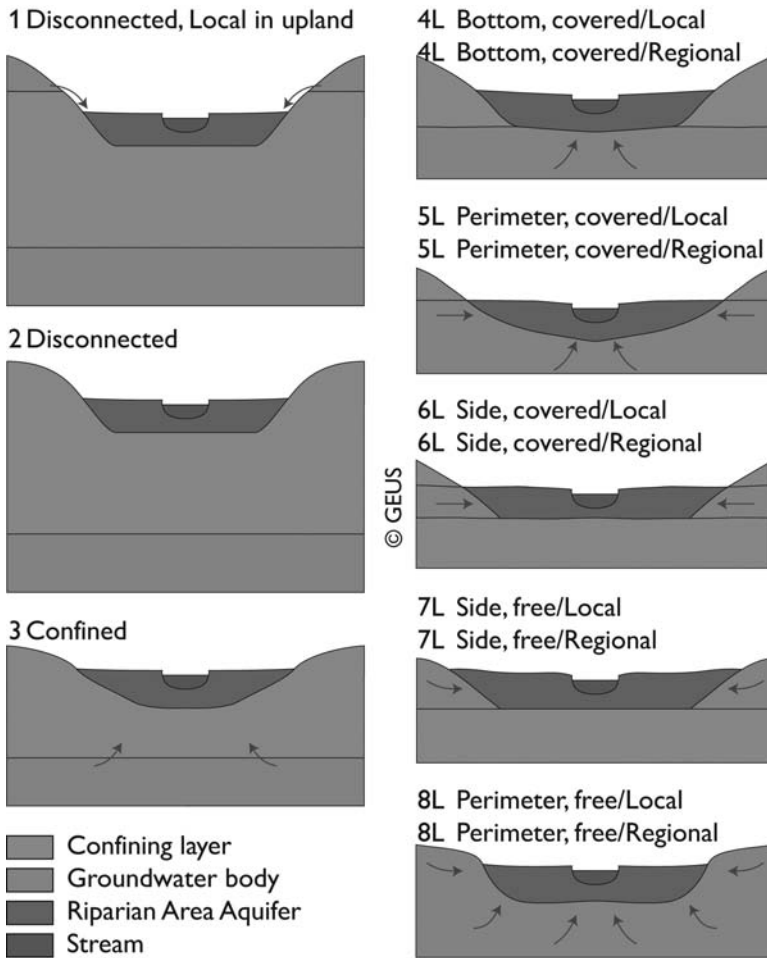 1 Disconnected, Local in upland
2 Disconnected
3 Confined
Confining layer
Groundwater body
Riparian Area Aquifer
Stream
© GEUS
4L Bottom, covered/Local
4L Bottom, covered/Regional
5L Perimeter, covered/Local
5L Perimeter, covered/Regional
6L Side, covered/Local
6L Side, covered/Regional
7L Side, free/Local
7L Side, free/Regional
8L Perimeter, free/Local
8L Perimeter, free/Regional